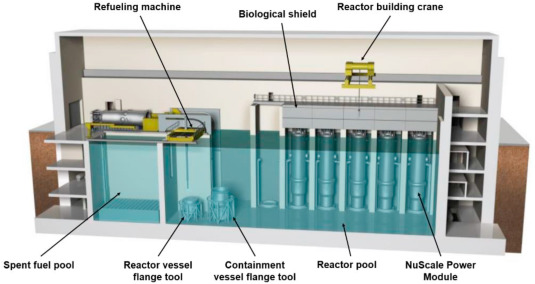 Refueling machine
Biological shield
Reactor building crane
Spent fuel pool
Reactor vessel
flange tool
Containment
vessel flange tool
Reactor pool
NuScale Power
Module